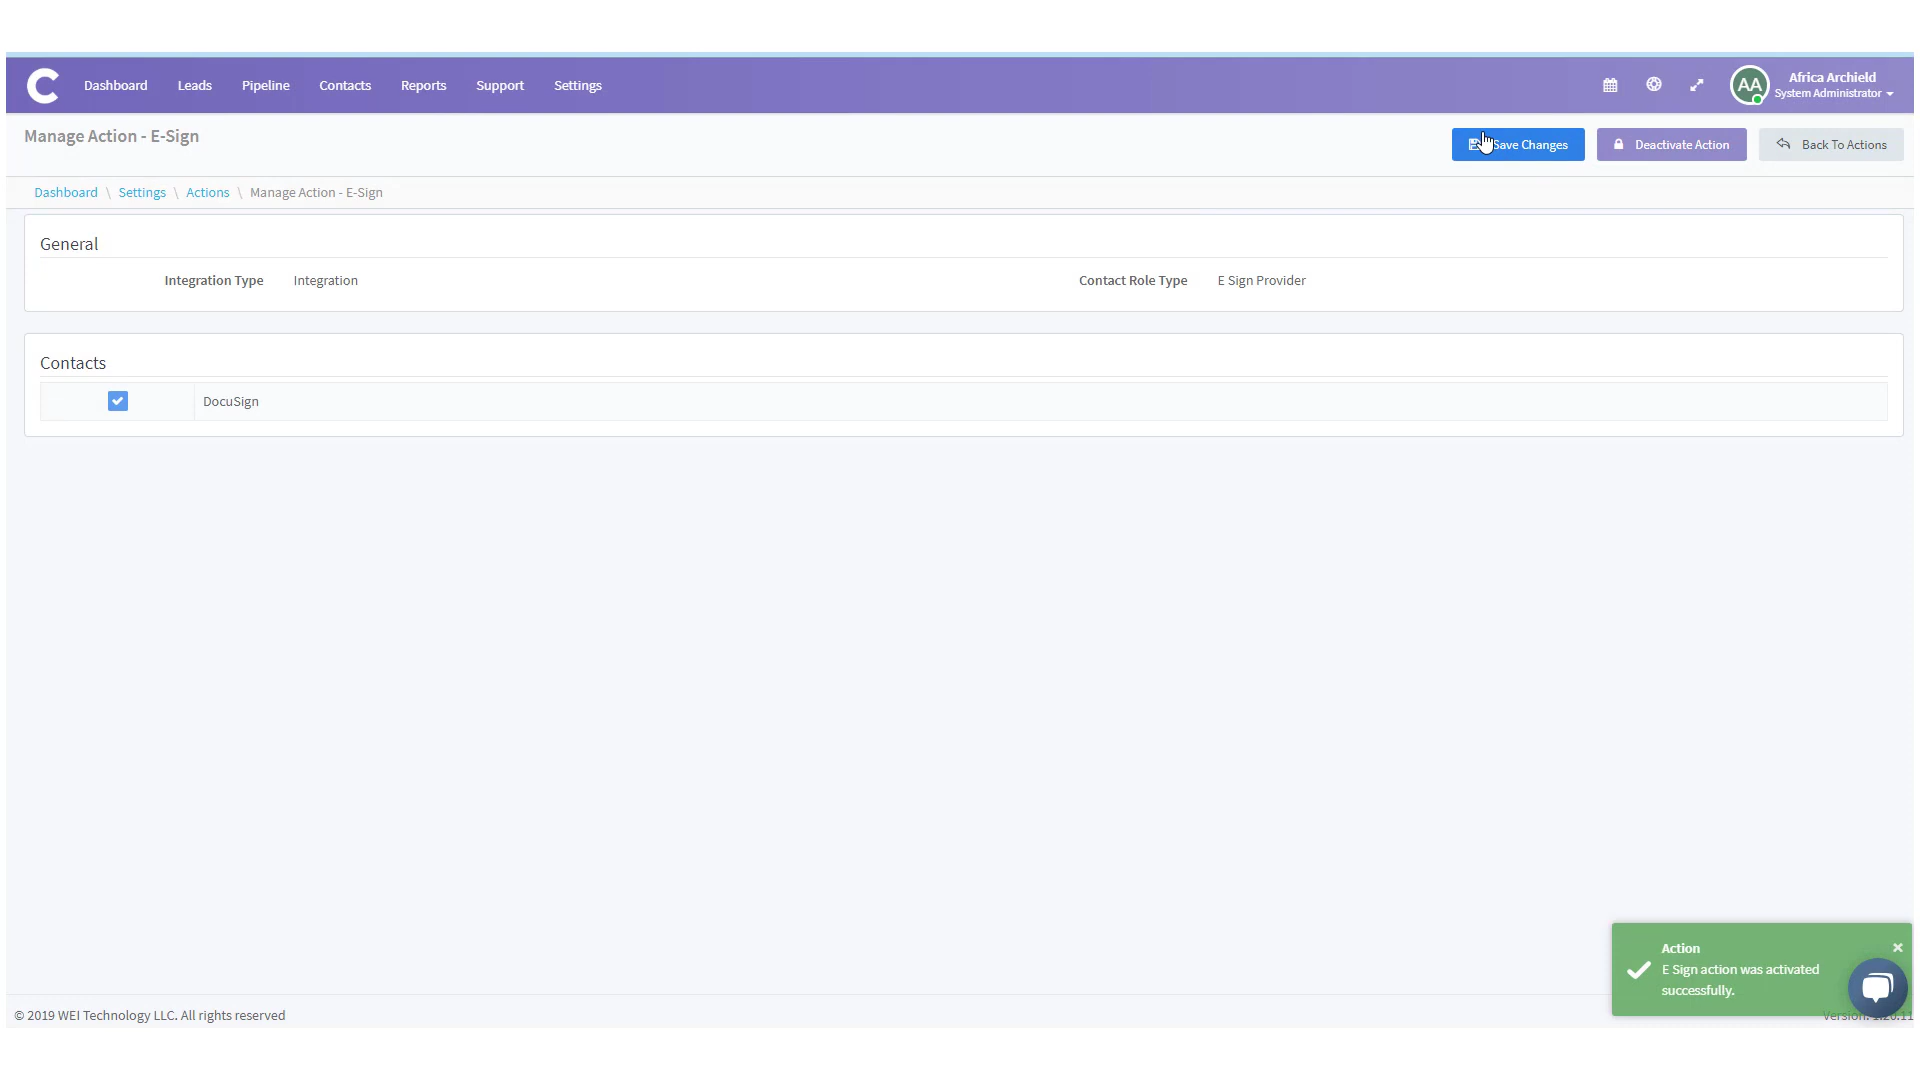 C Dashboard Leads Pipeline Contacts Reports Support Settings
AA Africa Archield
System Administrator
Manage Action - E-Sign
Save Changes Deactivate Action Back To Actions
Dashboard \ Settings \ Actions \ Manage Action - E-Sign
General
Integration Type Integration Contact Role Type E Sign Provider
Contacts
DocuSign
Action ×
E Sign action was activated
successfully.
© 2019 WEI Technology LLC. All rights reserved
Version: